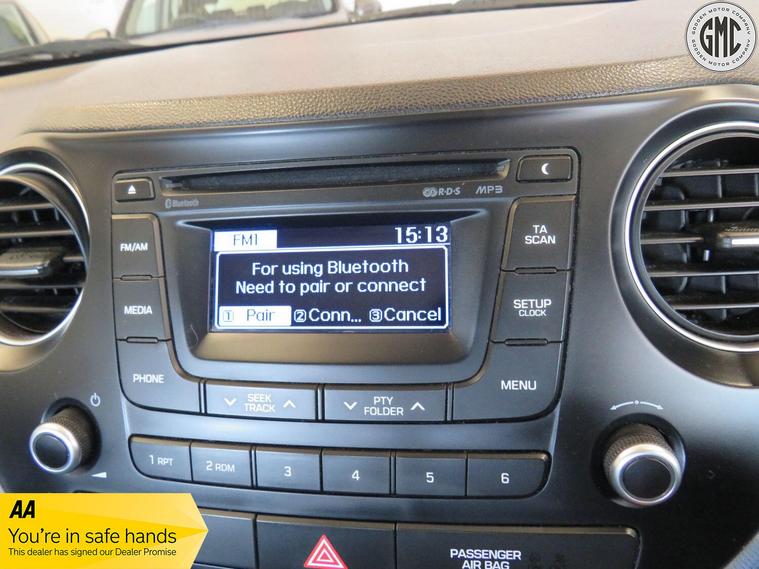 GODDEN MOTOR COMPANY
GMC
GODDEN MOTOR COMPANY
R·D·S MP3
Bluetooth
FM/AM
MEDIA
PHONE
FM1 15:13
For using Bluetooth
Need to pair or connect
1 Pair 2 Conn... 3 Cancel
TA
SCAN
SETUP
CLOCK
MENU
SEEK
TRACK
PTY
FOLDER
1 RPT
2 RDM
3
4
5
6
PASSENGER
AIR BAG
AA
You're in safe hands
This dealer has signed our Dealer Promise